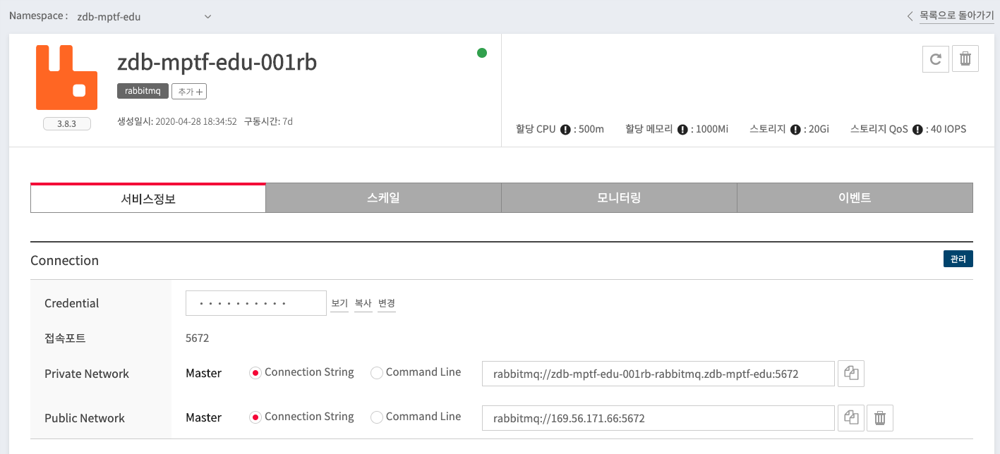 Namespace : zdb-mptf-edu 목록으로 돌아가기
zdb-mptf-edu-001rb
rabbitmq 추가 +
3.8.3
생성일시: 2020-04-28 18:34:52 구동시간: 7d
할당 CPU ! : 500m 할당 메모리 ! : 1000Mi 스토리지 ! : 20Gi 스토리지 QoS ! : 40 IOPS
서비스정보 스케일 모니터링 이벤트
Connection 관리
Credential 보기 복사 변경
접속포트 5672
Private Network Master Connection String Command Line rabbitmq://zdb-mptf-edu-001rb-rabbitmq.zdb-mptf-edu:5672
Public Network Master Connection String Command Line rabbitmq://169.56.171.66:5672